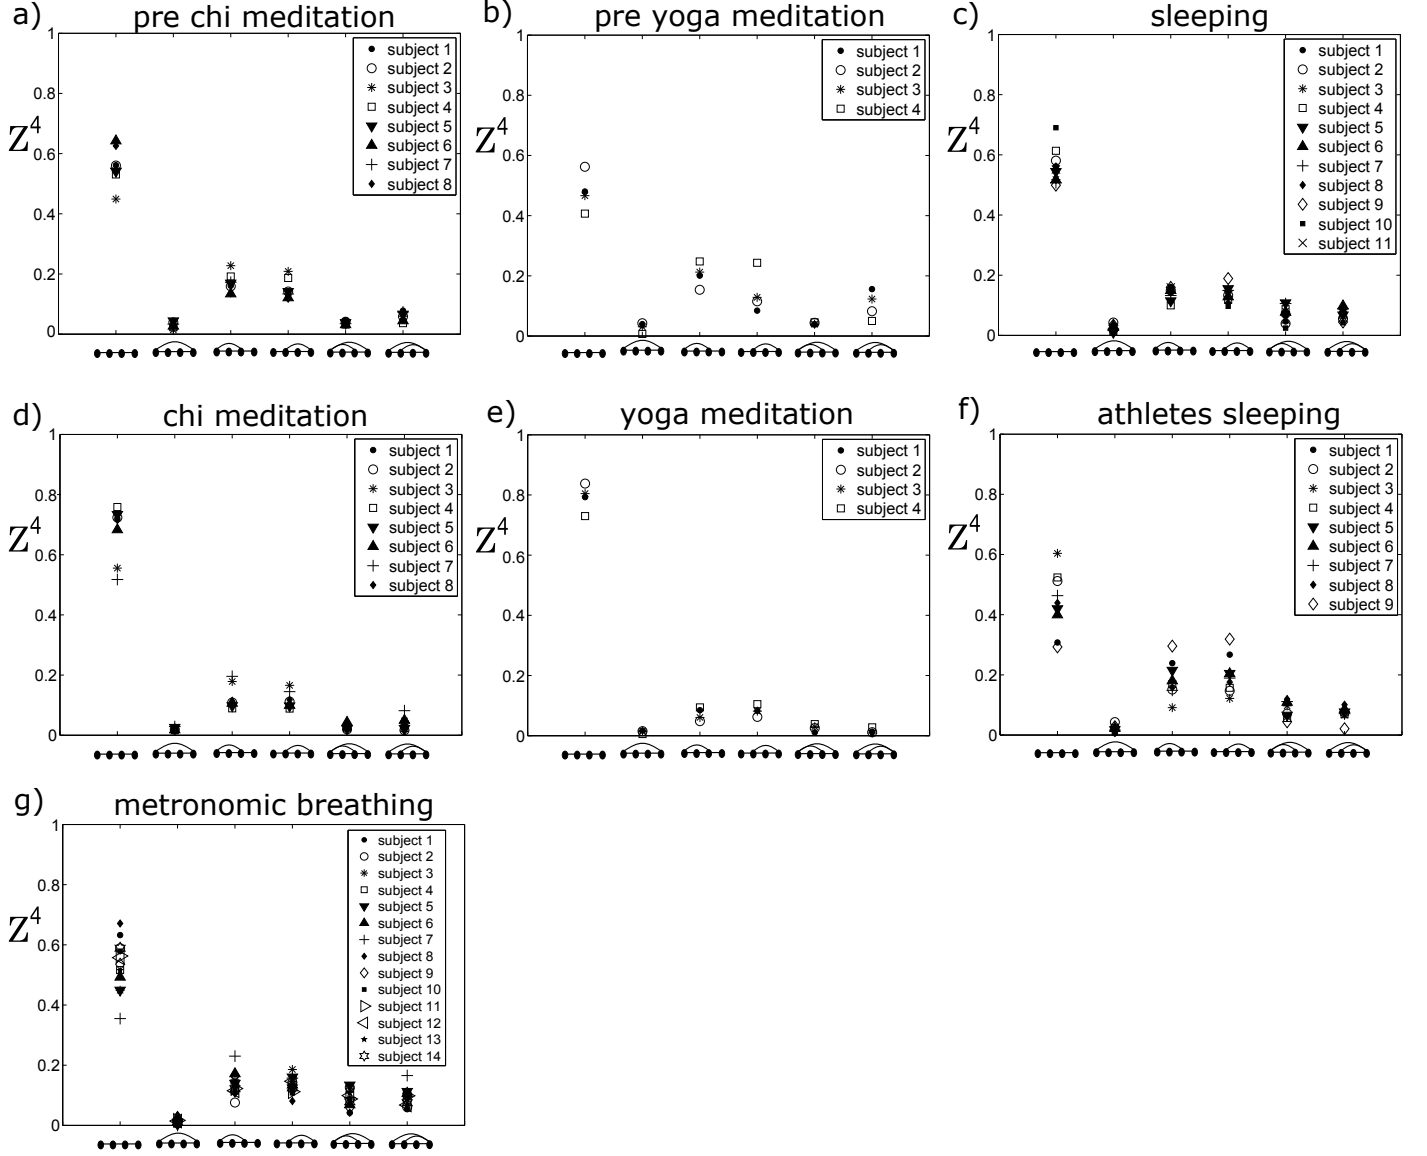 a) pre chi meditation
1
0.8
0.6
0.4
0.2
0
Z^4
subject 1
subject 2
subject 3
subject 4
subject 5
subject 6
subject 7
subject 8
b) pre yoga meditation
1
0.8
0.6
0.4
0.2
0
Z^4
subject 1
subject 2
subject 3
subject 4
c) sleeping
1
0.8
0.6
0.4
0.2
0
Z^4
subject 1
subject 2
subject 3
subject 4
subject 5
subject 6
subject 7
subject 8
subject 9
subject 10
subject 11
d) chi meditation
1
0.8
0.6
0.4
0.2
0
Z^4
subject 1
subject 2
subject 3
subject 4
subject 5
subject 6
subject 7
subject 8
e) yoga meditation
1
0.8
0.6
0.4
0.2
0
Z^4
subject 1
subject 2
subject 3
subject 4
f) athletes sleeping
1
0.8
0.6
0.4
0.2
0
Z^4
subject 1
subject 2
subject 3
subject 4
subject 5
subject 6
subject 7
subject 8
subject 9
g) metronomic breathing
1
0.8
0.6
0.4
0.2
0
Z^4
subject 1
subject 2
subject 3
subject 4
subject 5
subject 6
subject 7
subject 8
subject 9
subject 10
subject 11
subject 12
subject 13
subject 14